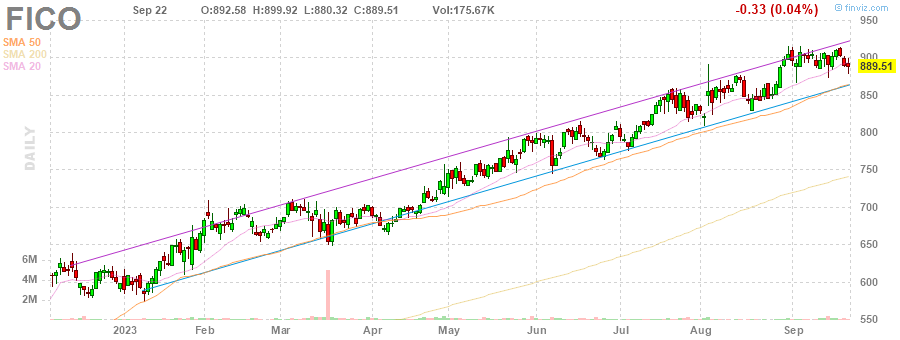 FICO
Sep 22 O:892.58 H:899.92 L:880.32 C:889.51 Vol:175.67K -0.33 (0.04%)
© finviz.com
SMA 50
SMA 200
SMA 20
DAILY
950
900
889.51
850
800
750
700
650
600
550
6M
4M
2M
2023 Feb Mar Apr May Jun Jul Aug Sep